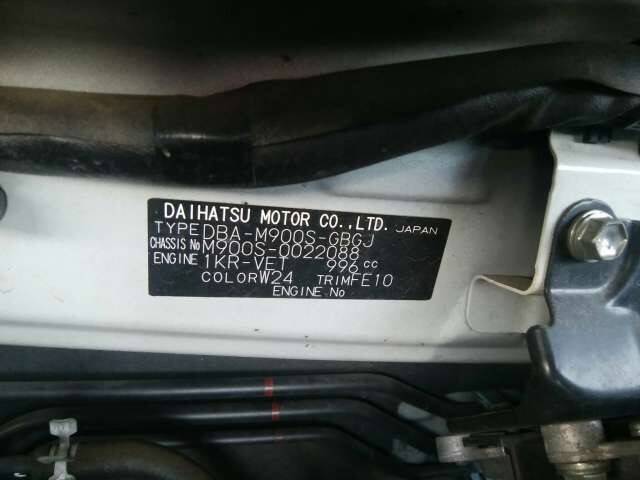 DAIHATSU MOTOR CO.,LTD. JAPAN
TYPE DBA-M900S-GBGJ
CHASSIS No M900S-0022088
ENGINE 1KR-VE1 996 cc
COLOR W24 TRIM FE10
ENGINE No